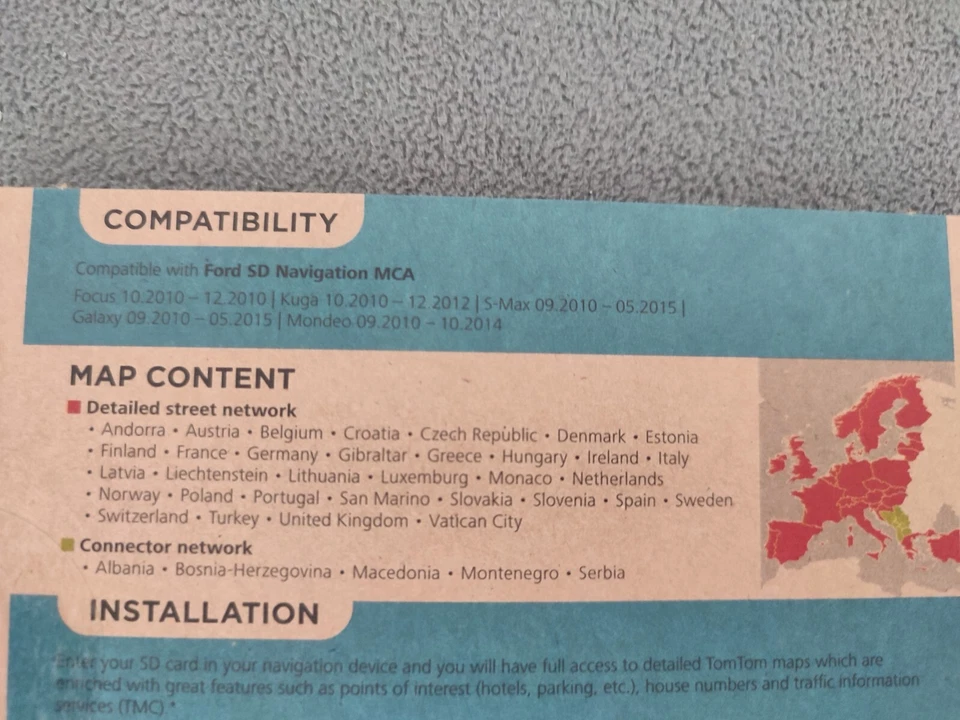 COMPATIBILITY
Compatible with Ford SD Navigation MCA
Focus 10.2010 – 12.2010 | Kuga 10.2010 – 12.2012 | S-Max 09.2010 – 05.2015 |
Galaxy 09.2010 – 05.2015 | Mondeo 09.2010 – 10.2014
MAP CONTENT
Detailed street network
• Andorra • Austria • Belgium • Croatia • Czech Republic • Denmark • Estonia
• Finland • France • Germany • Gibraltar • Greece • Hungary • Ireland • Italy
• Latvia • Liechtenstein • Lithuania • Luxemburg • Monaco • Netherlands
• Norway • Poland • Portugal • San Marino • Slovakia • Slovenia • Spain • Sweden
• Switzerland • Turkey • United Kingdom • Vatican City
Connector network
• Albania • Bosnia-Herzegovina • Macedonia • Montenegro • Serbia
INSTALLATION
Enter your SD card in your navigation device and you will have full access to detailed TomTom maps which are
enriched with great features such as points of interest (hotels, parking, etc.), house numbers and traffic information
services (TMC).*